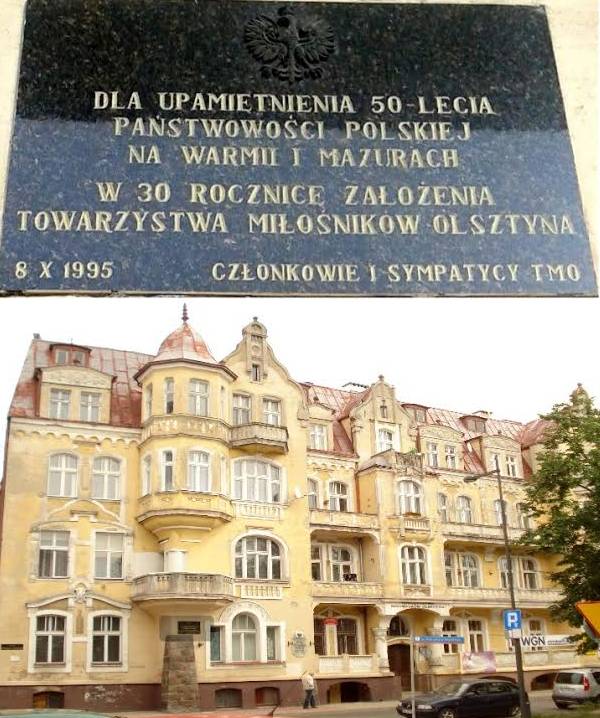 DLA UPAMIĘTNIENIA 50-LECIA
PAŃSTWOWOŚCI POLSKIEJ
NA WARMII I MAZURACH
W 30 ROCZNICĘ ZAŁOŻENIA
TOWARZYSTWA MIŁOŚNIKÓW OLSZTYNA
8 X 1995 CZŁONKOWIE I SYMPATYCY TMO
P
WGN